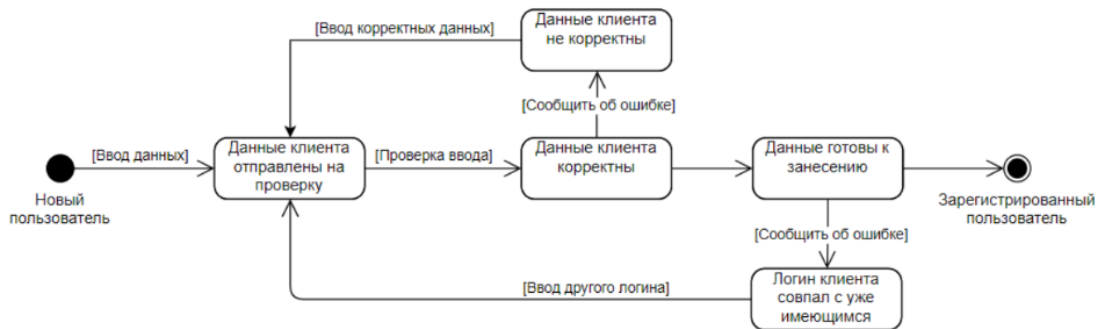 Данные клиента
не корректны
[Ввод корректных данных]
[Сообщить об ошибке]
[Ввод данных]
Данные клиента
отправлены на
проверку
[Проверка ввода]
Данные клиента
корректны
Данные готовы к
занесению
Новый
пользователь
Зарегистрированный
пользователь
[Сообщить об ошибке]
[Ввод другого логина]
Логин клиента
совпал с уже
имеющимся